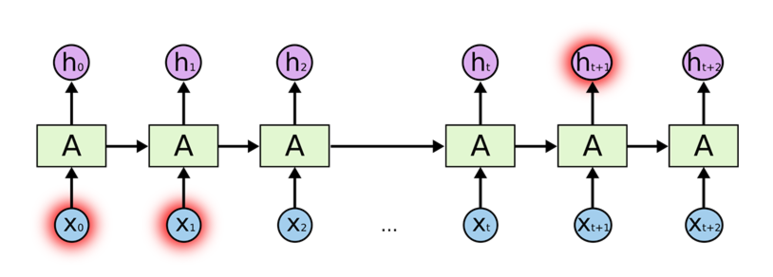 h₀ h₁ h₂ hₜ hₜ₊₁ hₜ₊₂
A A A A A A
x₀ x₁ x₂ ... xₜ xₜ₊₁ xₜ₊₂